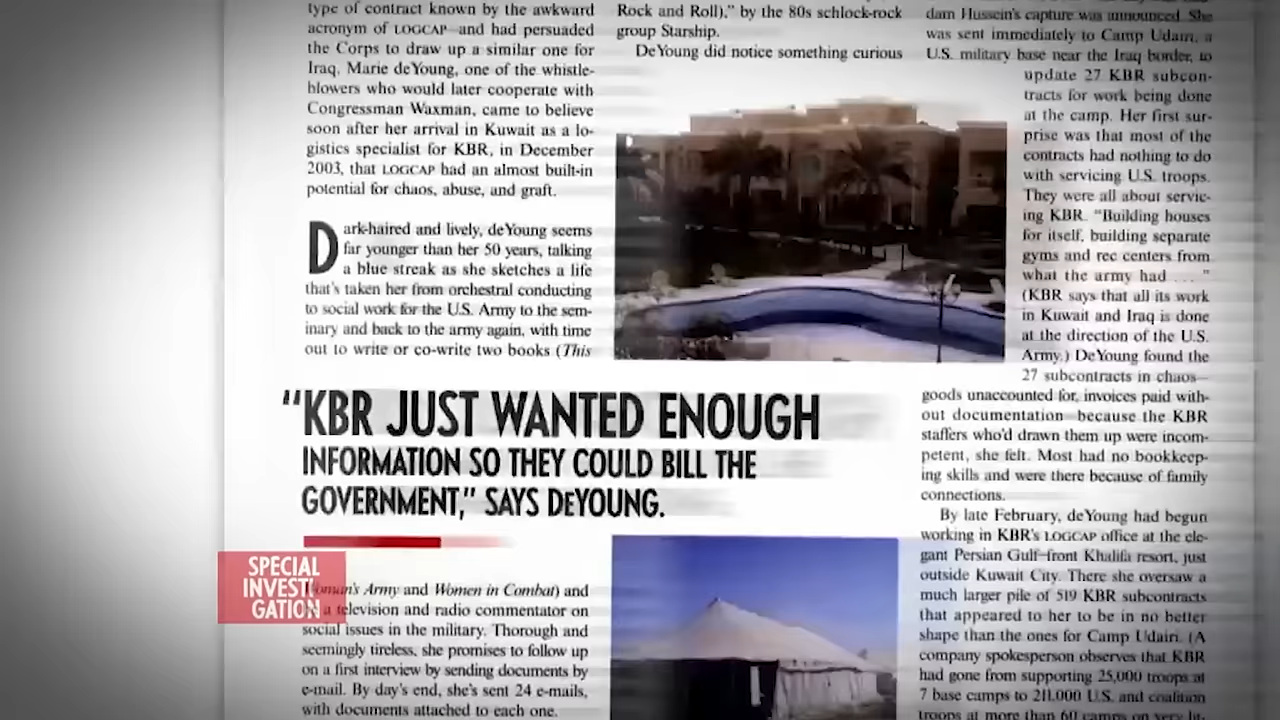 type of contract known by the awkward
acronym of LOGCAP—and had persuaded
the Corps to draw up a similar one for
Iraq, Marie deYoung, one of the whistle-
blowers who would later cooperate with
Congressman Waxman, came to believe
soon after her arrival in Kuwait as a lo-
gistics specialist for KBR, in December
2003, that LOGCAP had an almost built-in
potential for chaos, abuse, and graft.
Dark-haired and lively, deYoung seems
far younger than her 50 years, talking
a blue streak as she sketches a life
that's taken her from orchestral conducting
to social work for the U.S. Army to the sem-
inary and back to the army again, with time
out to write or co-write two books (This
"KBR JUST WANTED ENOUGH
INFORMATION SO THEY COULD BILL THE
GOVERNMENT," SAYS DEYOUNG.
SPECIAL
INVESTI
GATION
Woman's Army and Women in Combat) and
a television and radio commentator on
social issues in the military. Thorough and
seemingly tireless, she promises to follow up
on a first interview by sending documents by
e-mail. By day's end, she's sent 24 e-mails,
with documents attached to each one.
Rock and Roll)," by the 80s schlock-rock
group Starship.
DeYoung did notice something curious
dam Hussein's capture was announced. She
was sent immediately to Camp Udairi, a
U.S. military base near the Iraq border, to
update 27 KBR subcon-
tracts for work being done
at the camp. Her first sur-
prise was that most of the
contracts had nothing to do
with servicing U.S. troops.
They were all about servic-
ing KBR. "Building houses
for itself, building separate
gyms and rec centers from
what the army had . . . ."
(KBR says that all its work
in Kuwait and Iraq is done
at the direction of the U.S.
Army.) DeYoung found the
27 subcontracts in chaos—
goods unaccounted for, invoices paid with-
out documentation—because the KBR
staffers who'd drawn them up were incom-
petent, she felt. Most had no bookkeep-
ing skills and were there because of family
connections.
By late February, deYoung had begun
working in KBR's LOGCAP office at the ele-
gant Persian Gulf-front Khalifa resort, just
outside Kuwait City. There she oversaw a
much larger pile of 519 KBR subcontracts
that appeared to her to be in no better
shape than the ones for Camp Udairi. (A
company spokesperson observes that KBR
had gone from supporting 25,000 troops at
7 base camps to 211,000 U.S. and coalition
troops at more than 60 camps